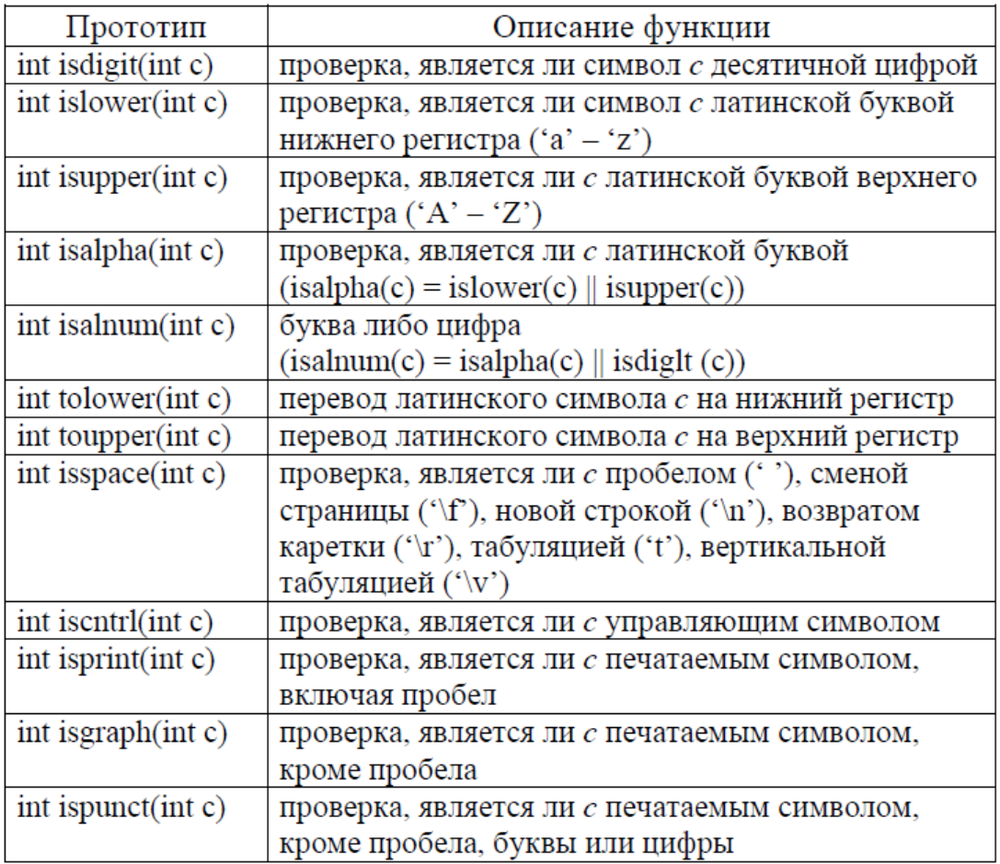 Прототип Описание функции
int isdigit(int c) проверка, является ли символ c десятичной цифрой
int islower(int c) проверка, является ли символ c латинской буквой
нижнего регистра (‘a’ – ‘z’)
int isupper(int c) проверка, является ли c латинской буквой верхнего
регистра (‘A’ – ‘Z’)
int isalpha(int c) проверка, является ли c латинской буквой
(isalpha(c) = islower(c) || isupper(c))
int isalnum(int c) буква либо цифра
(isalnum(c) = isalpha(c) || isdiglt (c))
int tolower(int c) перевод латинского символа c на нижний регистр
int toupper(int c) перевод латинского символа c на верхний регистр
int isspace(int c) проверка, является ли c пробелом (‘ ’), сменой
страницы (‘\f’), новой строкой (‘\n’), возвратом
каретки (‘\r’), табуляцией (‘t’), вертикальной
табуляцией (‘\v’)
int iscntrl(int c) проверка, является ли c управляющим символом
int isprint(int c) проверка, является ли c печатаемым символом,
включая пробел
int isgraph(int c) проверка, является ли c печатаемым символом,
кроме пробела
int ispunct(int c) проверка, является ли c печатаемым символом,
кроме пробела, буквы или цифры